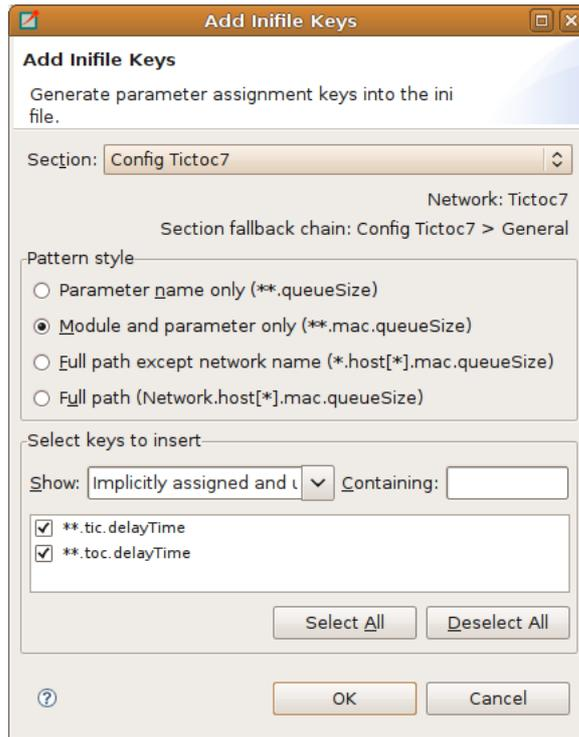 Add Inifile Keys
Add Inifile Keys
Generate parameter assignment keys into the ini
file.
Section: Config Tictoc7
Network: Tictoc7
Section fallback chain: Config Tictoc7 > General
Pattern style
Parameter name only (**.queueSize)
Module and parameter only (**.mac.queueSize)
Full path except network name (*.host[*].mac.queueSize)
Full path (Network.host[*].mac.queueSize)
Select keys to insert
Show: Implicitly assigned and Containing:
**.tic.delayTime
**.toc.delayTime
Select All Deselect All
? OK Cancel